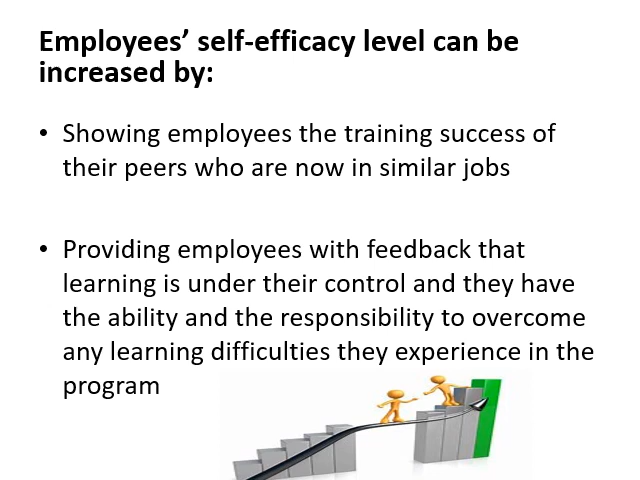 Employees’ self-efficacy level can be
increased by:
• Showing employees the training success of
their peers who are now in similar jobs
• Providing employees with feedback that
learning is under their control and they have
the ability and the responsibility to overcome
any learning difficulties they experience in the
program